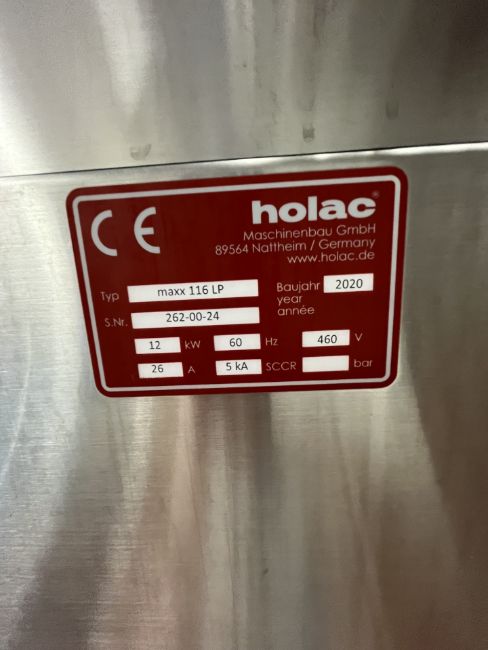 CE
holac®
Maschinenbau GmbH
89564 Nattheim / Germany
www.holac.de
Typ maxx 116 LP
Baujahr 2020
year
année
S.Nr. 262-00-24
12 kW 60 Hz 460 V
26 A 5 kA SCCR bar